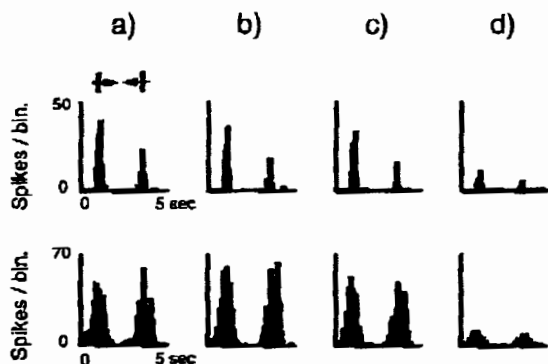 a) b) c) d)
50
Spikes / bin.
0
0 5 sec
70
Spikes / bin.
0
0 5 sec